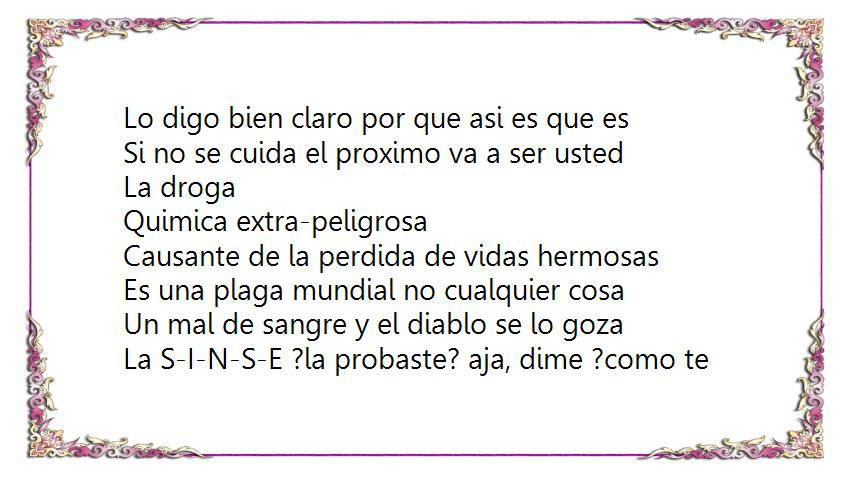 Lo digo bien claro por que asi es que es
Si no se cuida el proximo va a ser usted
La droga
Quimica extra-peligrosa
Causante de la perdida de vidas hermosas
Es una plaga mundial no cualquier cosa
Un mal de sangre y el diablo se lo goza
La S-I-N-S-E ?la probaste? aja, dime ?como te